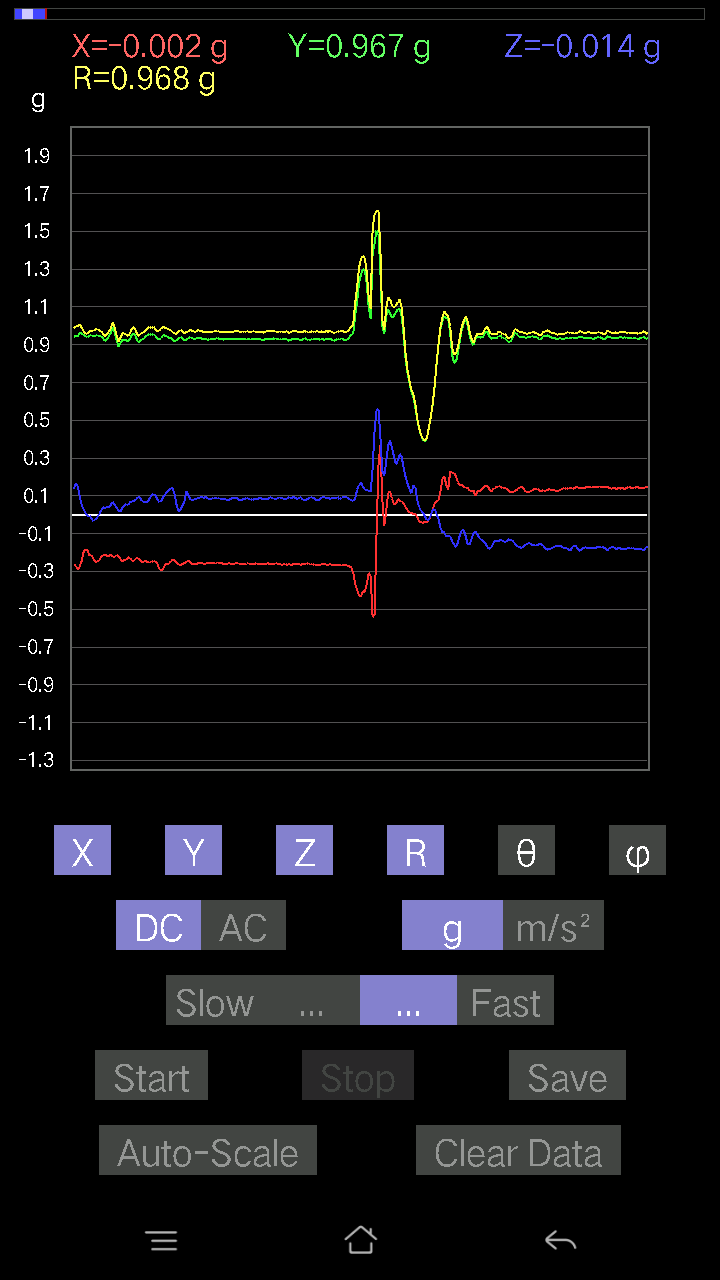 X=-0.002 g Y=0.967 g Z=-0.014 g
R=0.968 g
g
1.9
1.7
1.5
1.3
1.1
0.9
0.7
0.5
0.3
0.1
-0.1
-0.3
-0.5
-0.7
-0.9
-1.1
-1.3
X Y Z R θ φ
DC AC g m/s²
Slow ... ... Fast
Start Stop Save
Auto-Scale Clear Data